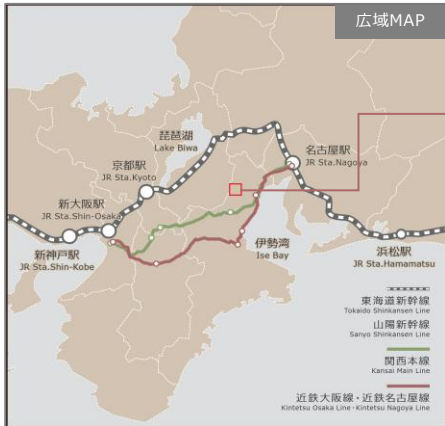 広域MAP
琵琶湖
Lake Biwa
名古屋駅
JR Sta.Nagoya
京都駅
JR Sta.Kyoto
新大阪駅
JR Sta.Shin-Osaka
新神戸駅
JR Sta.Shin-Kobe
伊勢湾
Ise Bay
浜松駅
JR Sta.Hamamatsu
東海道新幹線
Tokaido Shinkansen Line
山陽新幹線
Sanyo Shinkansen Line
関西本線
Kansai Main Line
近鉄大阪線・近鉄名古屋線
Kintetsu Osaka Line・Kintetsu Nagoya Line